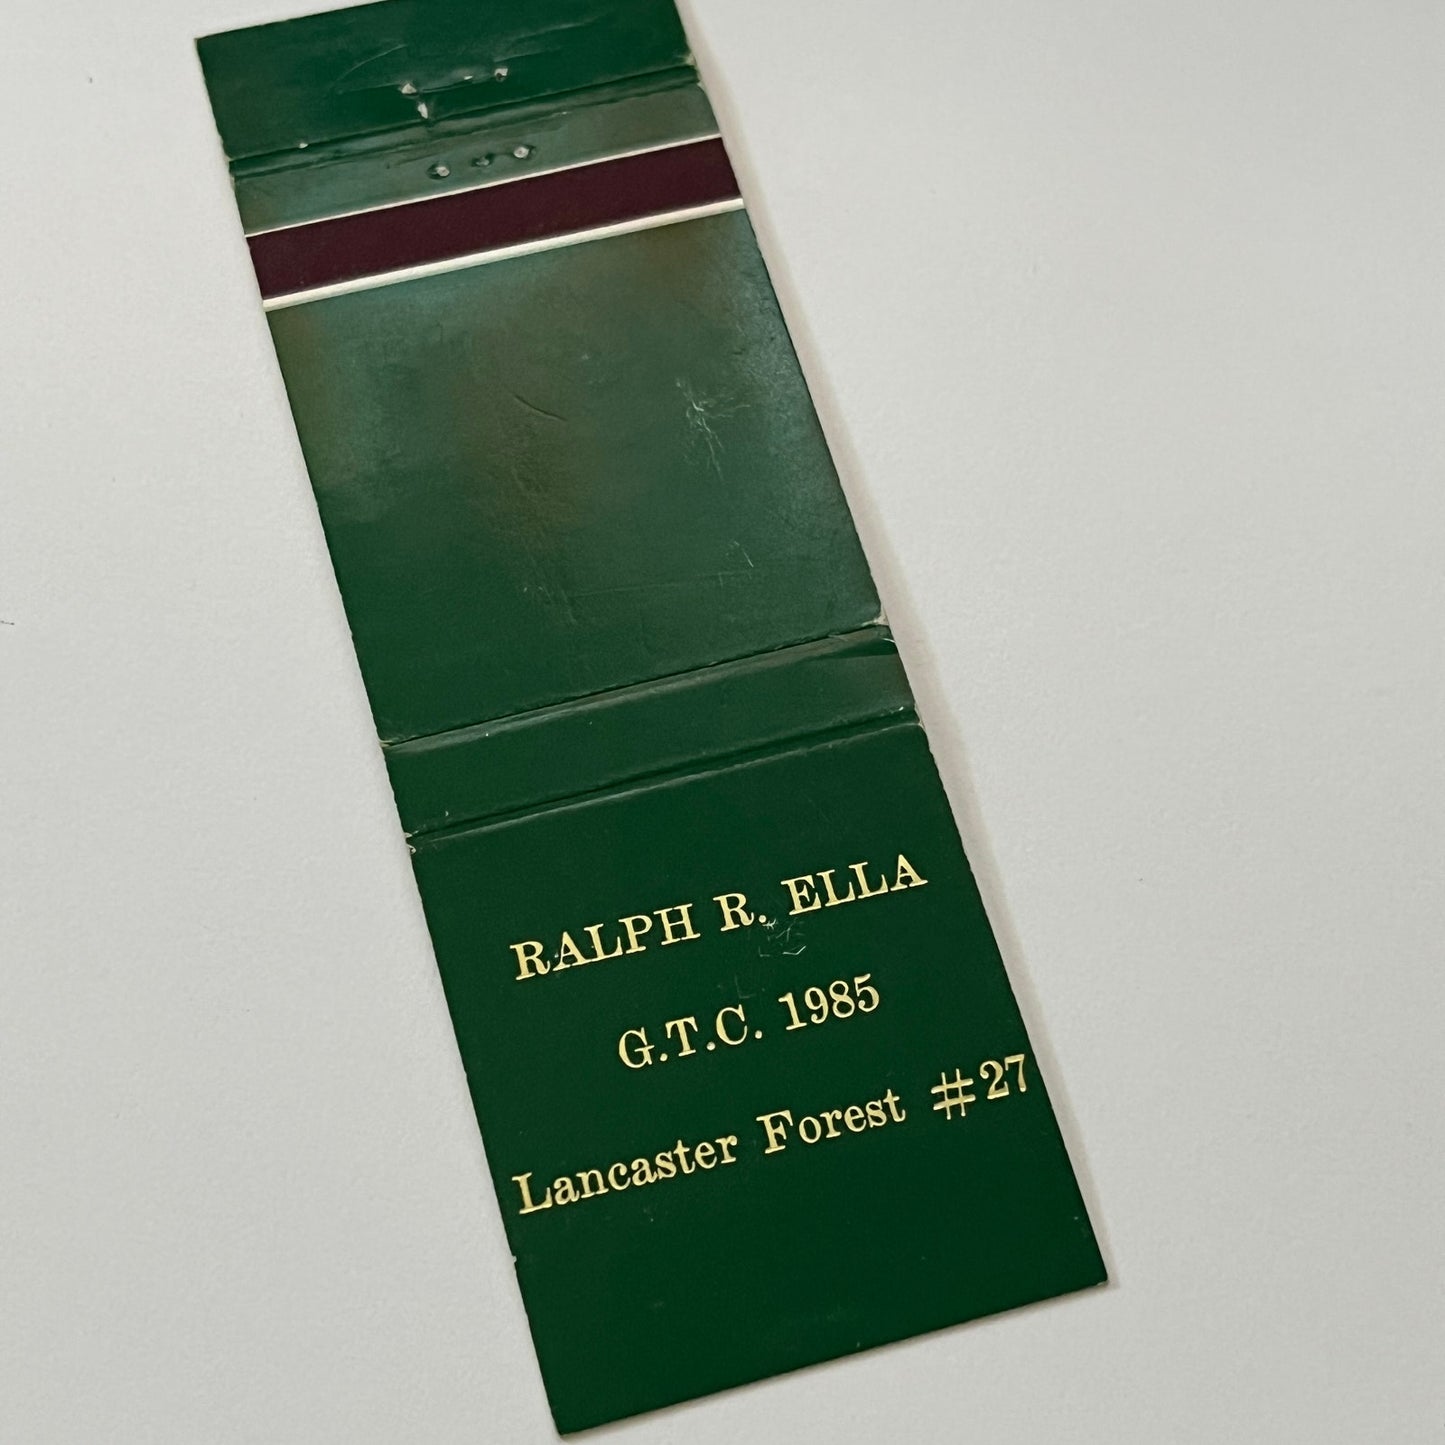 RALPH R. ELLA
G.T.C. 1985
Lancaster Forest #27